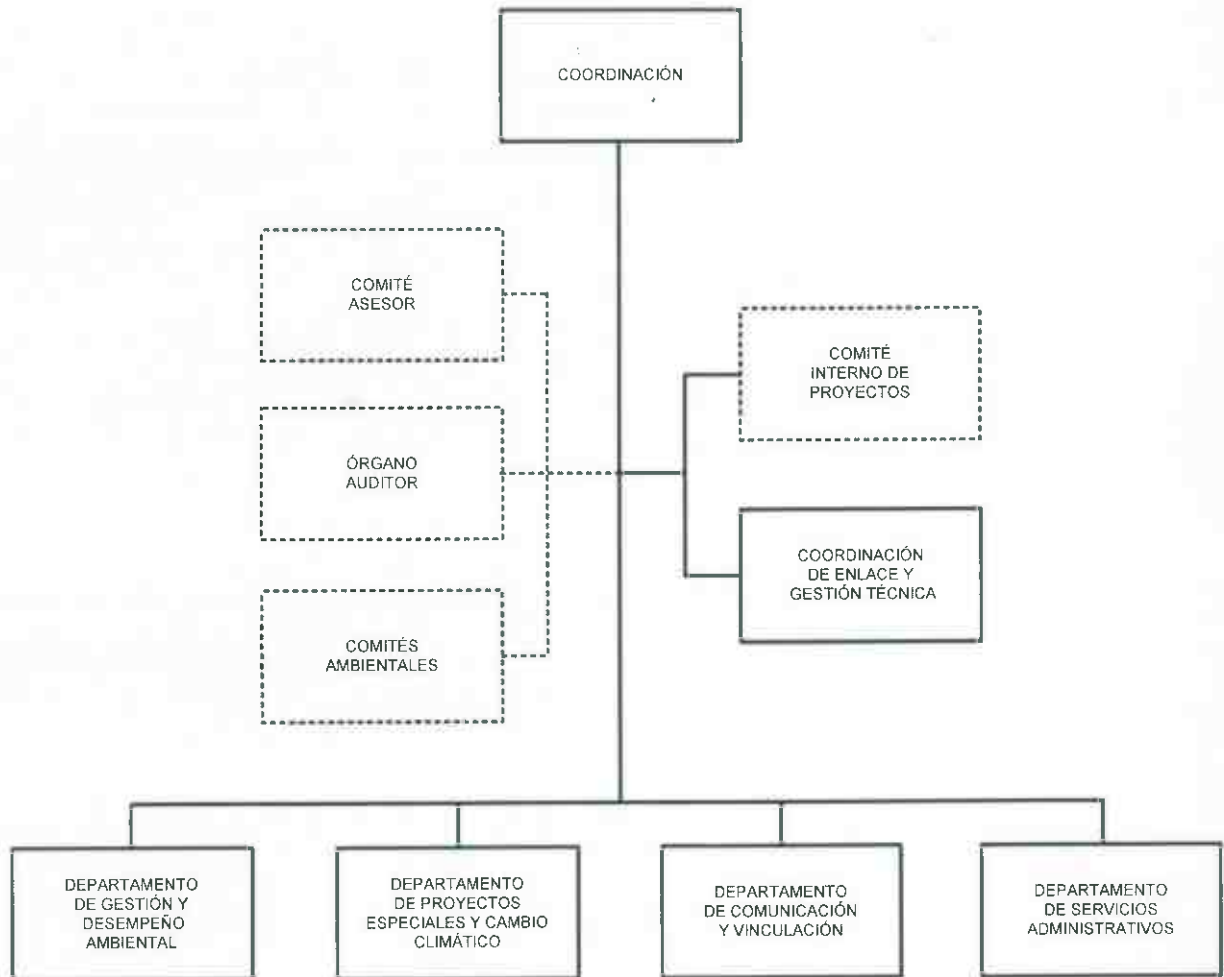 COORDINACIÓN
COMITÉ
ASESOR
COMITÉ
INTERNO DE
PROYECTOS
ÓRGANO
AUDITOR
COORDINACIÓN
DE ENLACE Y
GESTIÓN TÉCNICA
COMITÉS
AMBIENTALES
DEPARTAMENTO
DE GESTIÓN Y
DESEMPEÑO
AMBIENTAL
DEPARTAMENTO
DE PROYECTOS
ESPECIALES Y CAMBIO
CLIMÁTICO
DEPARTAMENTO
DE COMUNICACIÓN
Y VINCULACIÓN
DEPARTAMENTO
DE SERVICIOS
ADMINISTRATIVOS